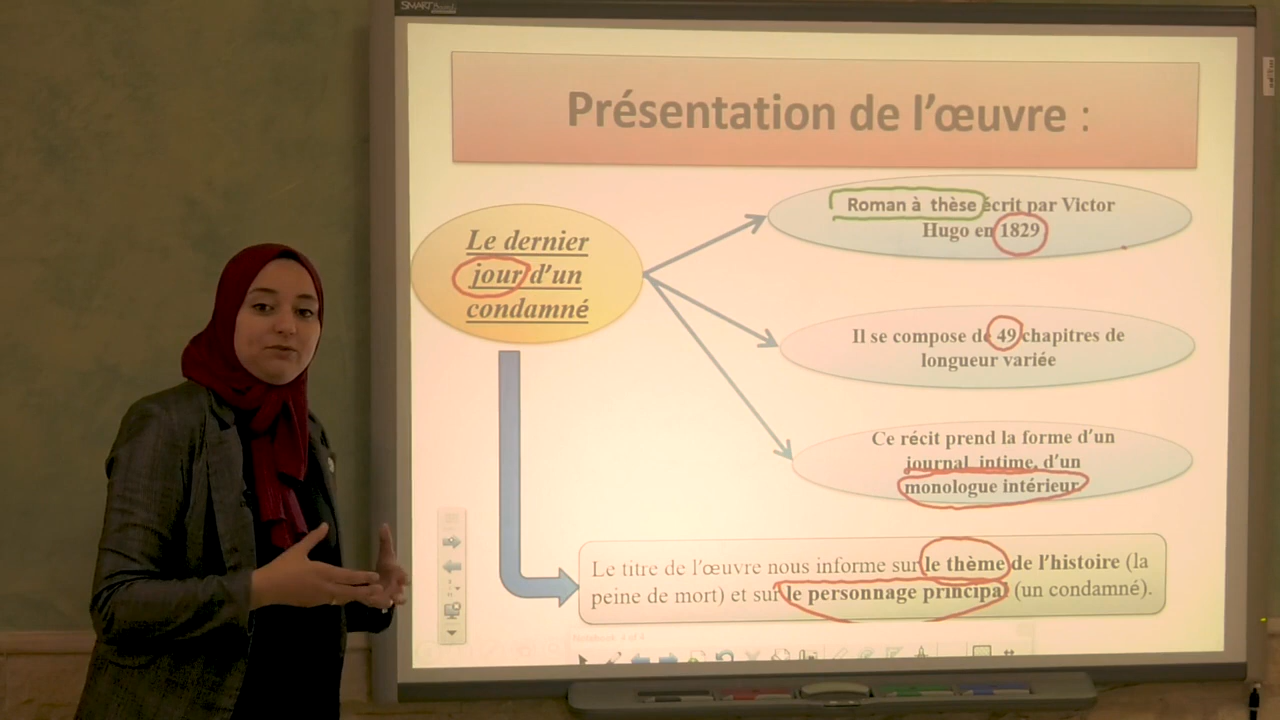 SMART Board
Présentation de l'œuvre :
Le dernier
jour d'un
condamné
Roman à thèse écrit par Victor
Hugo en 1829
Il se compose de 49 chapitres de
longueur variée
Ce récit prend la forme d'un
journal intime, d'un
monologue intérieur
Le titre de l'œuvre nous informe sur le thème de l'histoire (la
peine de mort) et sur le personnage principal (un condamné).